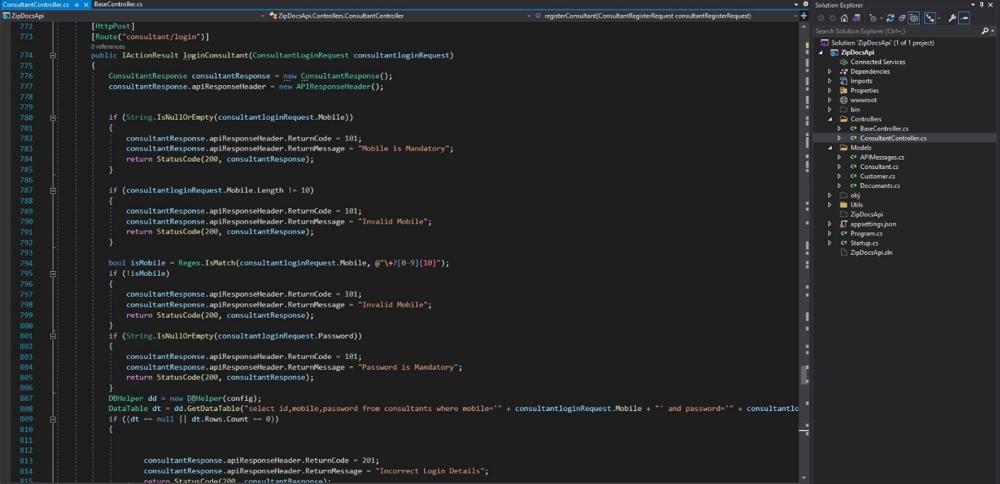 ConsultantController.cs
BaseController.cs
ZipDocsApi
ZipDocsApi.Controllers.ConsultantController
registerConsultant(ConsultantRegisterRequest consultantRegisterRequest)
772 [HttpPost]
773 [Route("consultant/login")]
0 references
774 public IActionResult loginConsultant(ConsultantLoginRequest consultantloginRequest)
775 {
776 ConsultantResponse consultantResponse = new ConsultantResponse();
777 consultantResponse.apiResponseHeader = new APIResponseHeader();
778
779
780 if (String.IsNullOrEmpty(consultantloginRequest.Mobile))
781 {
782 consultantResponse.apiResponseHeader.ReturnCode = 101;
783 consultantResponse.apiResponseHeader.ReturnMessage = "Mobile is Mandatory";
784 return StatusCode(200, consultantResponse);
785 }
786
787 if (consultantloginRequest.Mobile.Length != 10)
788 {
789 consultantResponse.apiResponseHeader.ReturnCode = 101;
790 consultantResponse.apiResponseHeader.ReturnMessage = "Invalid Mobile";
791 return StatusCode(200, consultantResponse);
792 }
793
794 bool isMobile = Regex.IsMatch(consultantloginRequest.Mobile, @"\+?[0-9]{10}");
795 if (!isMobile)
796 {
797 consultantResponse.apiResponseHeader.ReturnCode = 101;
798 consultantResponse.apiResponseHeader.ReturnMessage = "Invalid Mobile";
799 return StatusCode(200, consultantResponse);
800 }
801 if (String.IsNullOrEmpty(consultantloginRequest.Password))
802 {
803 consultantResponse.apiResponseHeader.ReturnCode = 101;
804 consultantResponse.apiResponseHeader.ReturnMessage = "Password is Mandatory";
805 return StatusCode(200, consultantResponse);
806 }
807 DBHelper dd = new DBHelper(config);
808 DataTable dt = dd.GetDataTable("select id,mobile,password from consultants where mobile='" + consultantloginRequest.Mobile + "' and password='" + consultantlo
809 if ((dt == null || dt.Rows.Count == 0))
810 {
811
812
813 consultantResponse.apiResponseHeader.ReturnCode = 201;
814 consultantResponse.apiResponseHeader.ReturnMessage = "Incorrect Login Details";
815 return StatusCode(200, consultantResponse);
Solution Explorer
Search Solution Explorer (Ctrl+;)
Solution 'ZipDocsApi' (1 of 1 project)
ZipDocsApi
Connected Services
Dependencies
Imports
Properties
wwwroot
bin
Controllers
BaseController.cs
ConsultantController.cs
Models
APIMessages.cs
Consultant.cs
Customer.cs
Documents.cs
obj
Utils
ZipDocsApi
appsettings.json
Program.cs
Startup.cs
ZipDocsApi.sln